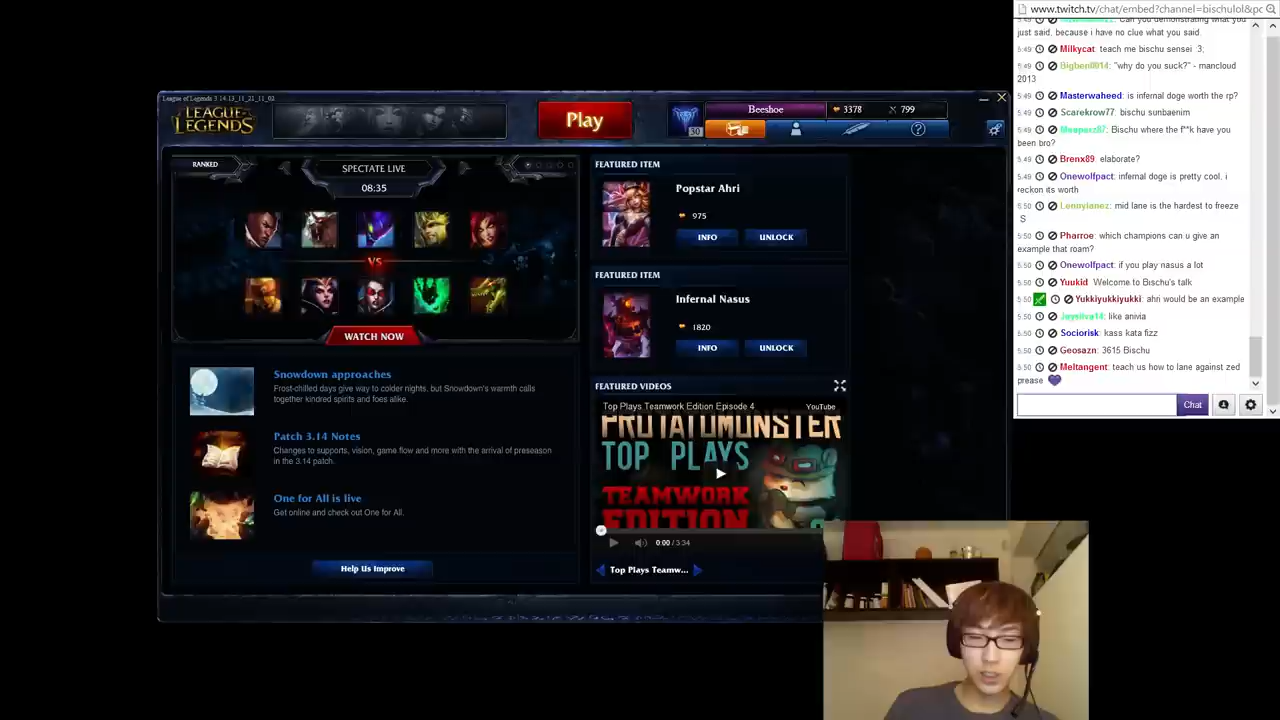 League of Legends 3.14.13_11_21_11_02
LEAGUE of
LEGENDS
Play
30
Beeshoe
3378
799
?
RANKED
SPECTATE LIVE
08:35
VS
WATCH NOW
Snowdown approaches
Frost-chilled days give way to colder nights, but Snowdown's warmth calls
together kindred spirits and foes alike.
Patch 3.14 Notes
Changes to supports, vision, game flow and more with the arrival of preseason
in the 3.14 patch.
One for All is live
Get online and check out One for All.
Help Us Improve
FEATURED ITEM
Popstar Ahri
975
INFO
UNLOCK
FEATURED ITEM
Infernal Nasus
1820
INFO
UNLOCK
FEATURED VIDEOS
Top Plays Teamwork Edition Episode 4
YouTube
PROTATOMONSTER
TOP PLAYS
TEAMWORK
EDITION
0:00 / 3:34
Top Plays Teamw...
www.twitch.tv/chat/embed?channel=bischulol&po
just said. because i have no clue what you said.
5:49 Milkycat: teach me bischu sensei :3;
5:49 Bigben0014: "why do you suck?" - mancloud
2013
5:49 Masterwaheed: is infernal doge worth the rp?
5:49 Scarekrow77: bischu sunbaenim
5:49 Bischu where the f**k have you
been bro?
5:49 Brenx89 elaborate?
5:49 Onewolfpact: infernal doge is pretty cool. i
reckon its worth
5:50 Lennyianez: mid lane is the hardest to freeze
S
5:50 Pharroe: which champions can u give an
example that roam?
5:50 Onewolfpact: if you play nasus a lot
5:50 Yuukid Welcome to Bischu's talk
5:50 Yukkiyukkiyukki: ahri would be an example
5:50 like anivia
5:50 Sociorisk: kass kata fizz
5:50 Geosazn: 3615 Bischu
5:50 Meltangent: teach us how to lane against zed
prease
Chat